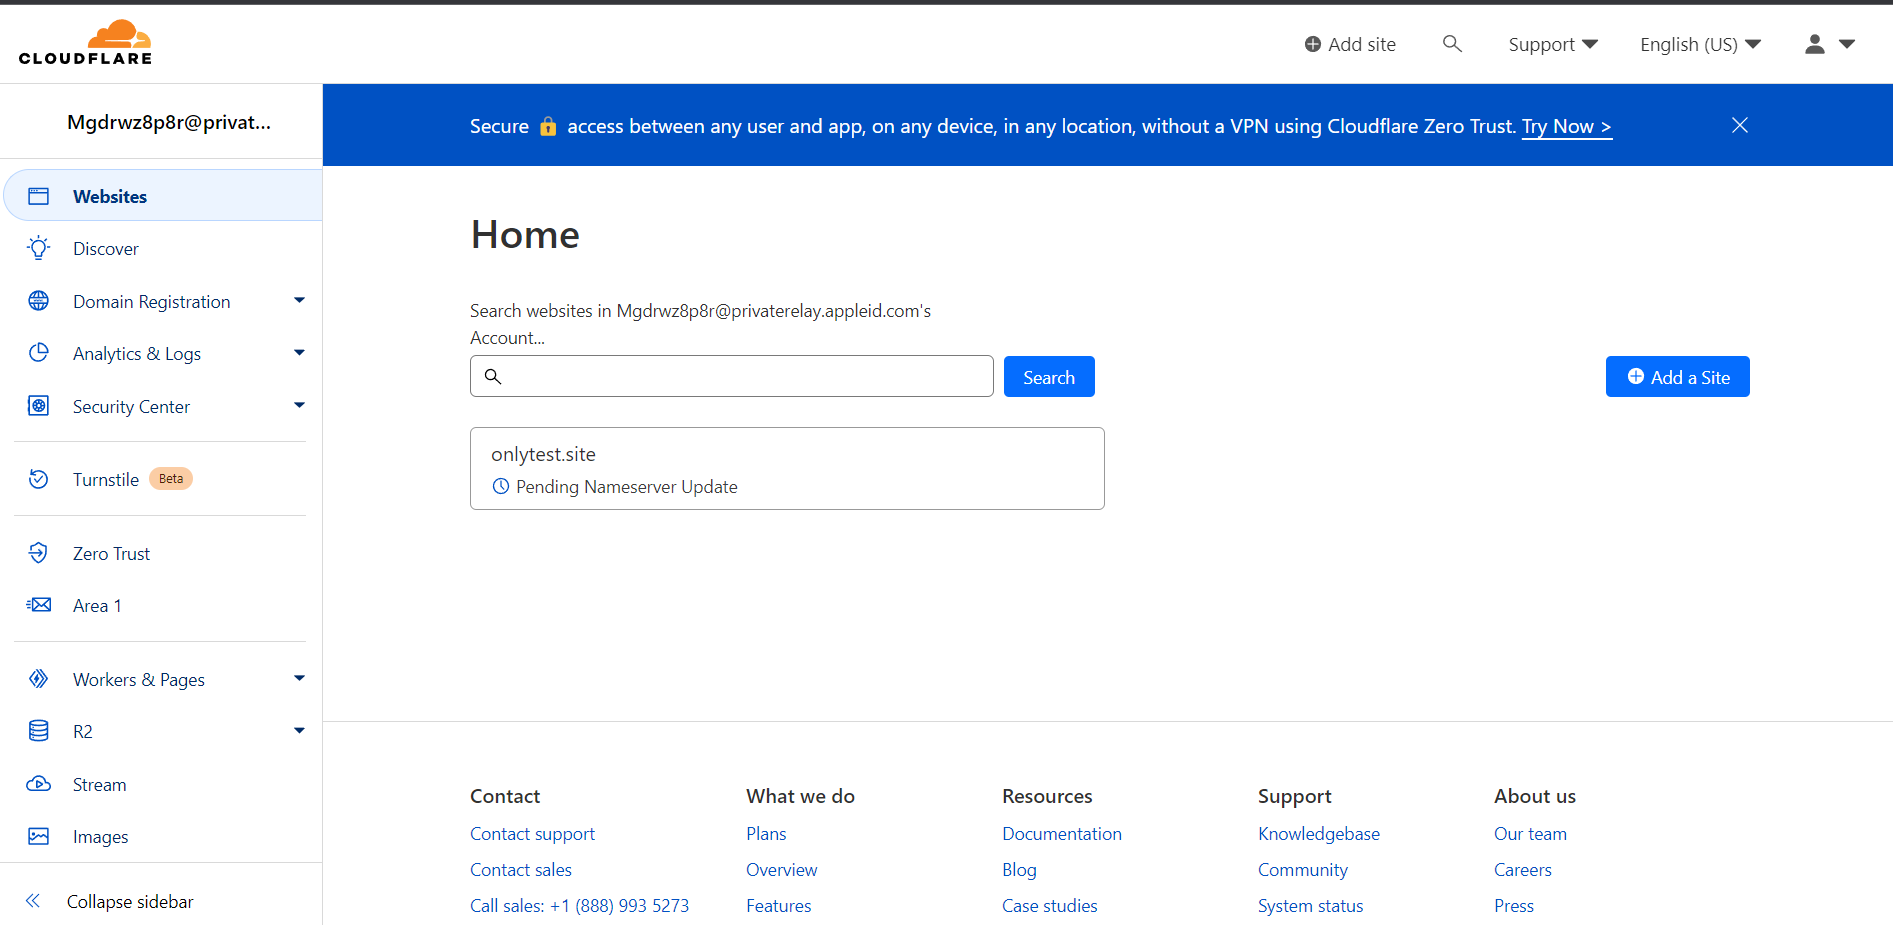 CLOUDFLARE
Add site
Support
English (US)
Mgdrwz8p8r@privat...
Secure 🔒 access between any user and app, on any device, in any location, without a VPN using Cloudflare Zero Trust. Try Now >
Websites
Discover
Domain Registration
Analytics & Logs
Security Center
Turnstile Beta
Zero Trust
Area 1
Workers & Pages
R2
Stream
Images
Collapse sidebar
Home
Search websites in Mgdrwz8p8r@privaterelay.appleid.com's
Account...
Search
Add a Site
onlytest.site
Pending Nameserver Update
Contact
Contact support
Contact sales
Call sales: +1 (888) 993 5273
What we do
Plans
Overview
Features
Resources
Documentation
Blog
Case studies
Support
Knowledgebase
Community
System status
About us
Our team
Careers
Press